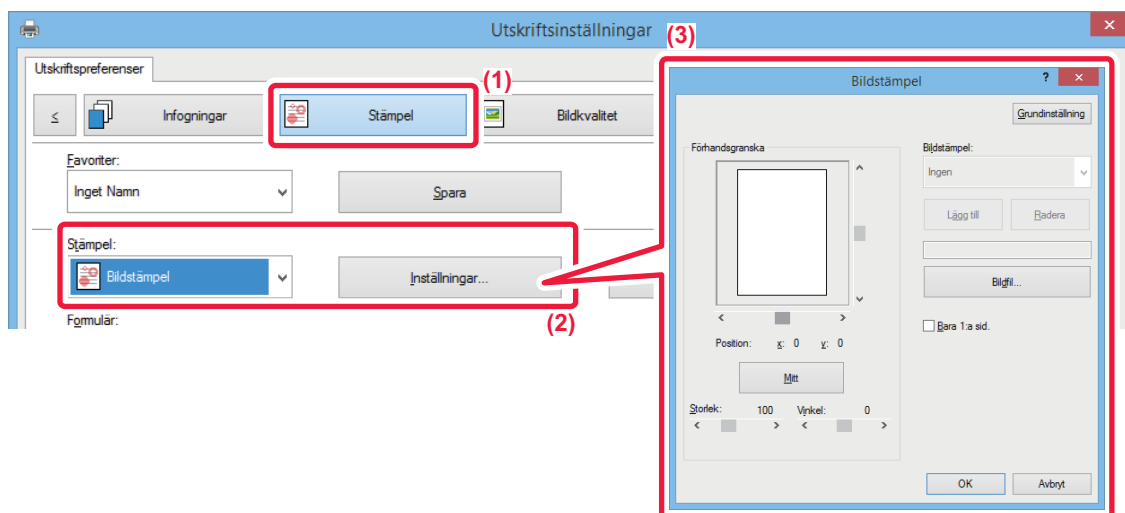 Utskriftsinställningar
(3)
Utskriftspreferenser
(1)
<
Infogningar
Stämpel
Bildkvalitet
Favoriter:
Inget Namn
Spara
Stämpel:
Bildstämpel
Inställningar...
(2)
Formulär:
Bildstämpel
?
Grundinställning
Förhandsgranska
Bildstämpel:
Ingen
Lägg till
Radera
Bildfil...
Bara 1:a sid.
Position: x: 0 y: 0
Mitt
Storlek: 100 Vinkel: 0
OK
Avbryt